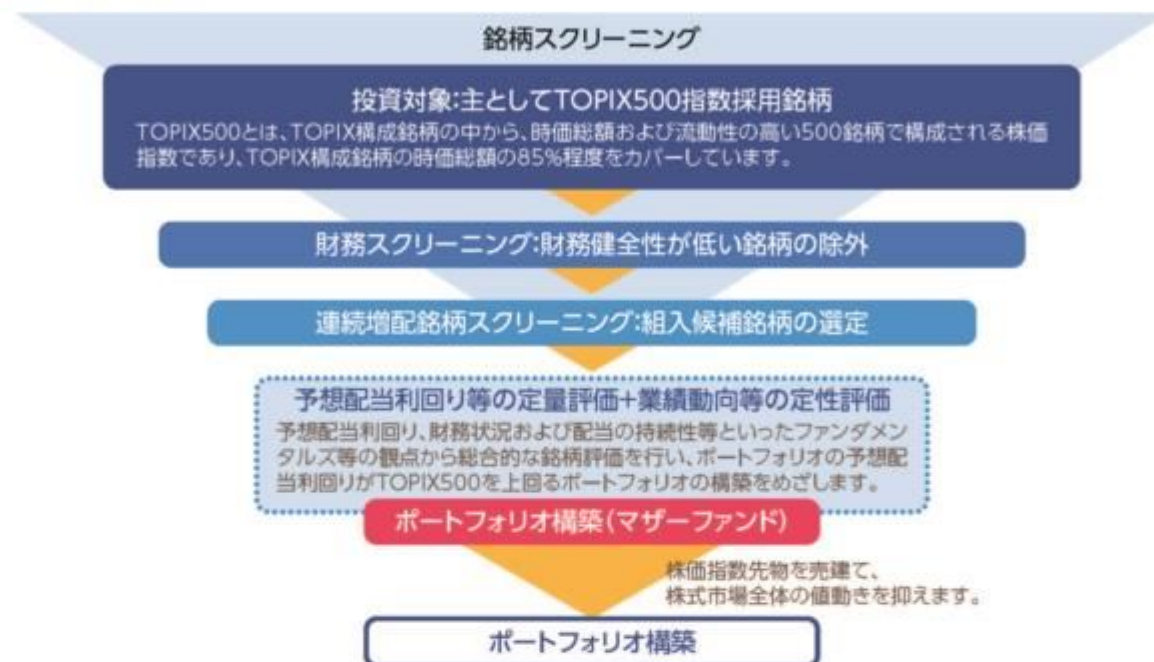 銘柄スクリーニング
投資対象:主としてTOPIX500指数採用銘柄
TOPIX500とは、TOPIX構成銘柄の中から、時価総額および流動性の高い500銘柄で構成される株価
指数であり、TOPIX構成銘柄の時価総額の85%程度をカバーしています。
財務スクリーニング:財務健全性が低い銘柄の除外
連続増配銘柄スクリーニング:組入候補銘柄の選定
予想配当利回り等の定量評価+業績動向等の定性評価
予想配当利回り、財務状況および配当の持続性等といったファンダメン
タルズ等の観点から総合的な銘柄評価を行い、ポートフォリオの予想配
当利回りがTOPIX500を上回るポートフォリオの構築をめざします。
ポートフォリオ構築(マザーファンド)
株価指数先物を売建て、
株式市場全体の値動きを抑えます。
ポートフォリオ構築